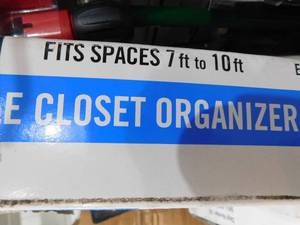 FITS SPACES 7 ft to 10 ft
E CLOSET ORGANIZER